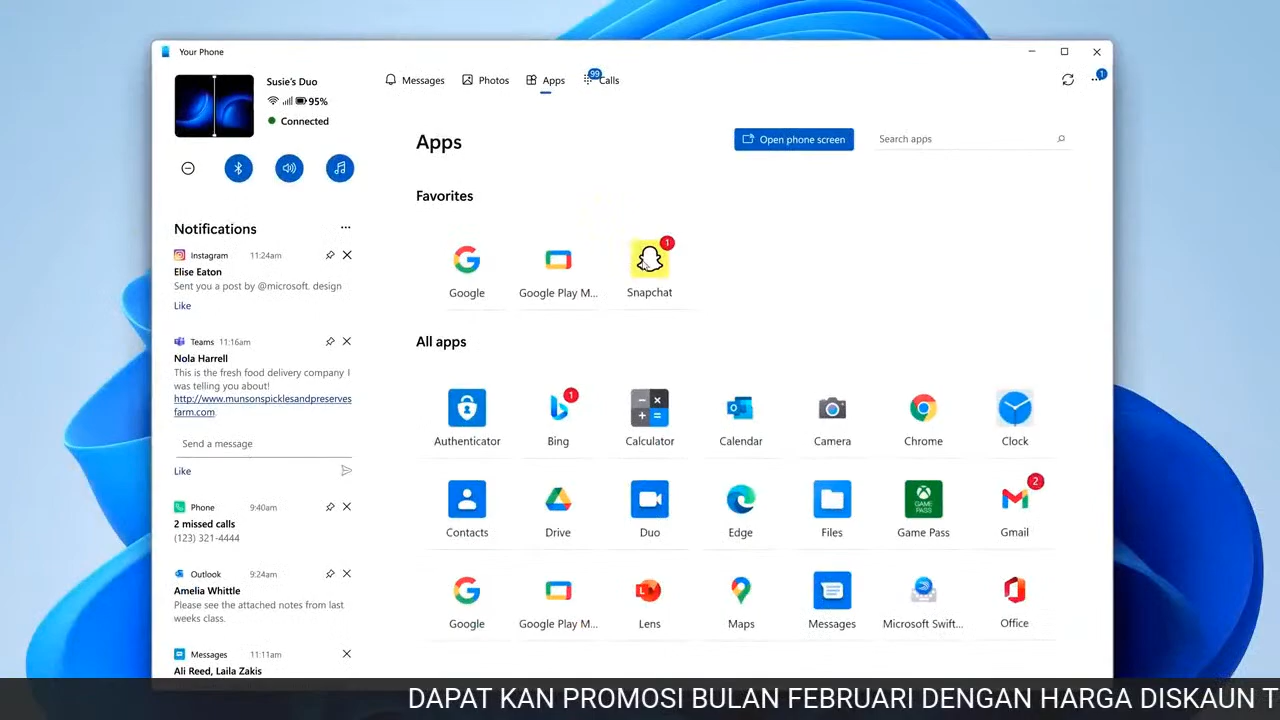 Your Phone
Susie's Duo
95%
Connected
Messages
Photos
Apps
99
Calls
1
Apps
Open phone screen
Search apps
Notifications
Instagram 11:24am
Elise Eaton
Sent you a post by @microsoft. design
Like
Teams 11:16am
Nola Harrell
This is the fresh food delivery company I
was telling you about!
http://www.munsonspicklesandpreserves
farm.com.
Send a message
Like
Phone 9:40am
2 missed calls
(123) 321-4444
Outlook 9:24am
Amelia Whittle
Please see the attached notes from last
weeks class.
Messages 11:11am
Ali Reed, Laila Zakis
Favorites
1
Google
Google Play M...
Snapchat
All apps
1
Authenticator
Bing
Calculator
Calendar
Camera
Chrome
Clock
GAME
PASS
2
Contacts
Drive
Duo
Edge
Files
Game Pass
Gmail
Google
Google Play M...
Lens
Maps
Messages
Microsoft Swift...
Office
DAPAT KAN PROMOSI BULAN FEBRUARI DENGAN HARGA DISKAUN T